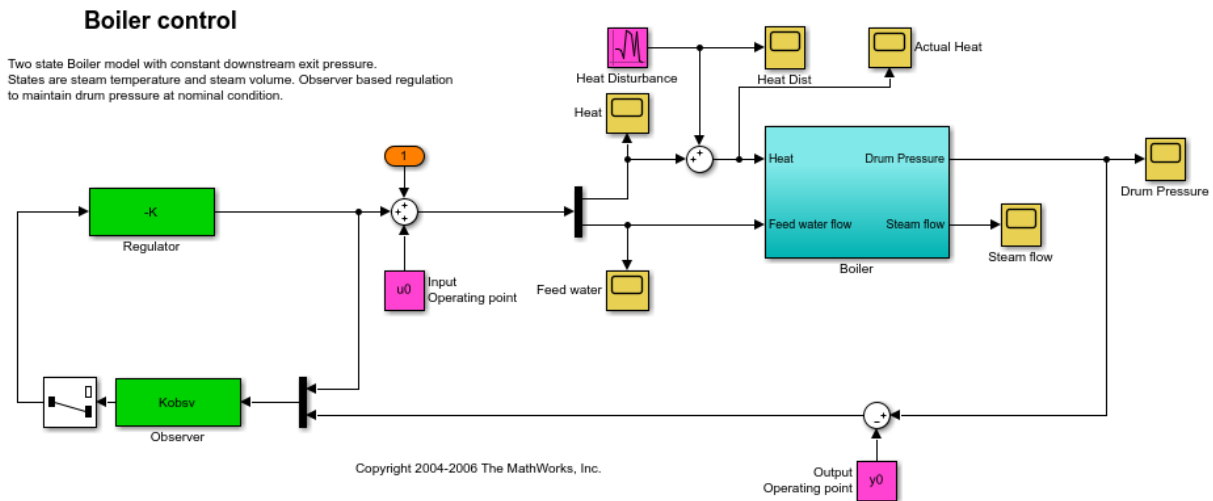 Boiler control
Two state Boiler model with constant downstream exit pressure.
States are steam temperature and steam volume. Observer based regulation
to maintain drum pressure at nominal condition.
Heat Disturbance
Heat Dist
Actual Heat
Heat
1
-K
Regulator
Heat
Drum Pressure
Feed water flow
Steam flow
Boiler
Drum Pressure
Steam flow
u0
Input
Operating point
Feed water
Kobsv
Observer
Copyright 2004-2006 The MathWorks, Inc.
Output
Operating point
y0